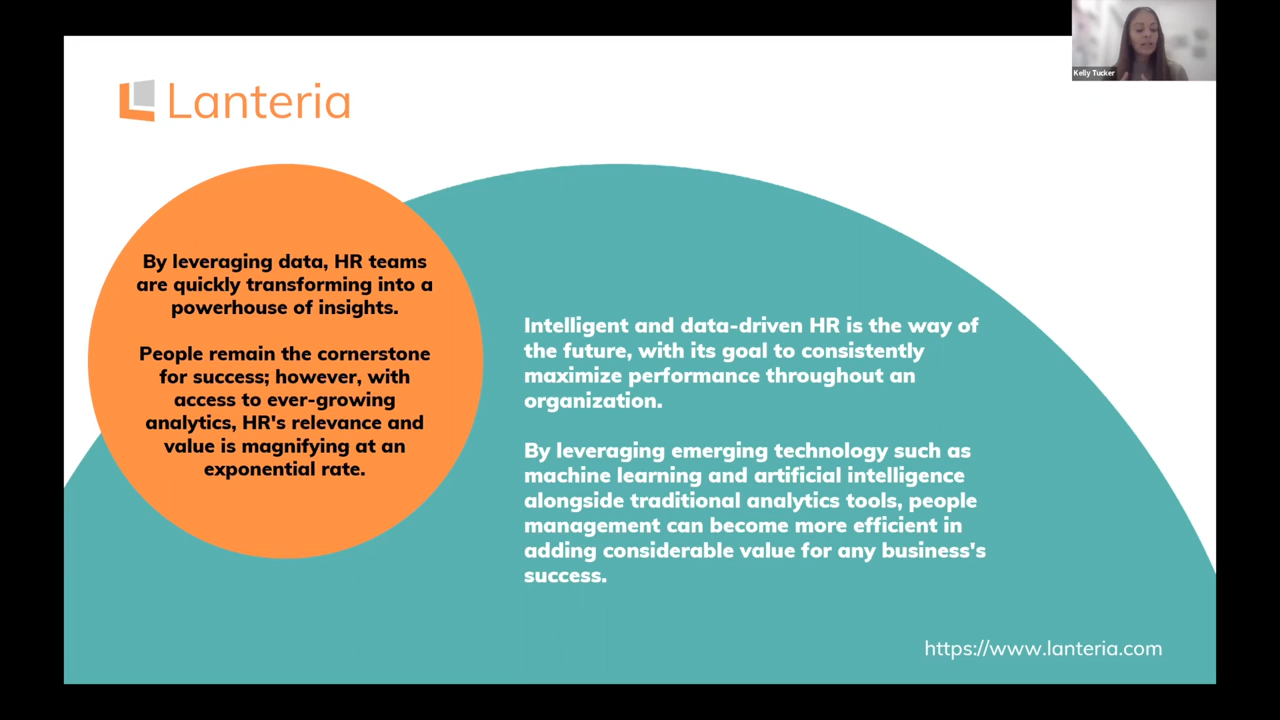 Kelly Tucker
Lanteria
By leveraging data, HR teams
are quickly transforming into a
powerhouse of insights.
People remain the cornerstone
for success; however, with
access to ever-growing
analytics, HR's relevance and
value is magnifying at an
exponential rate.
Intelligent and data-driven HR is the way of
the future, with its goal to consistently
maximize performance throughout an
organization.
By leveraging emerging technology such as
machine learning and artificial intelligence
alongside traditional analytics tools, people
management can become more efficient in
adding considerable value for any business's
success.
https://www.lanteria.com